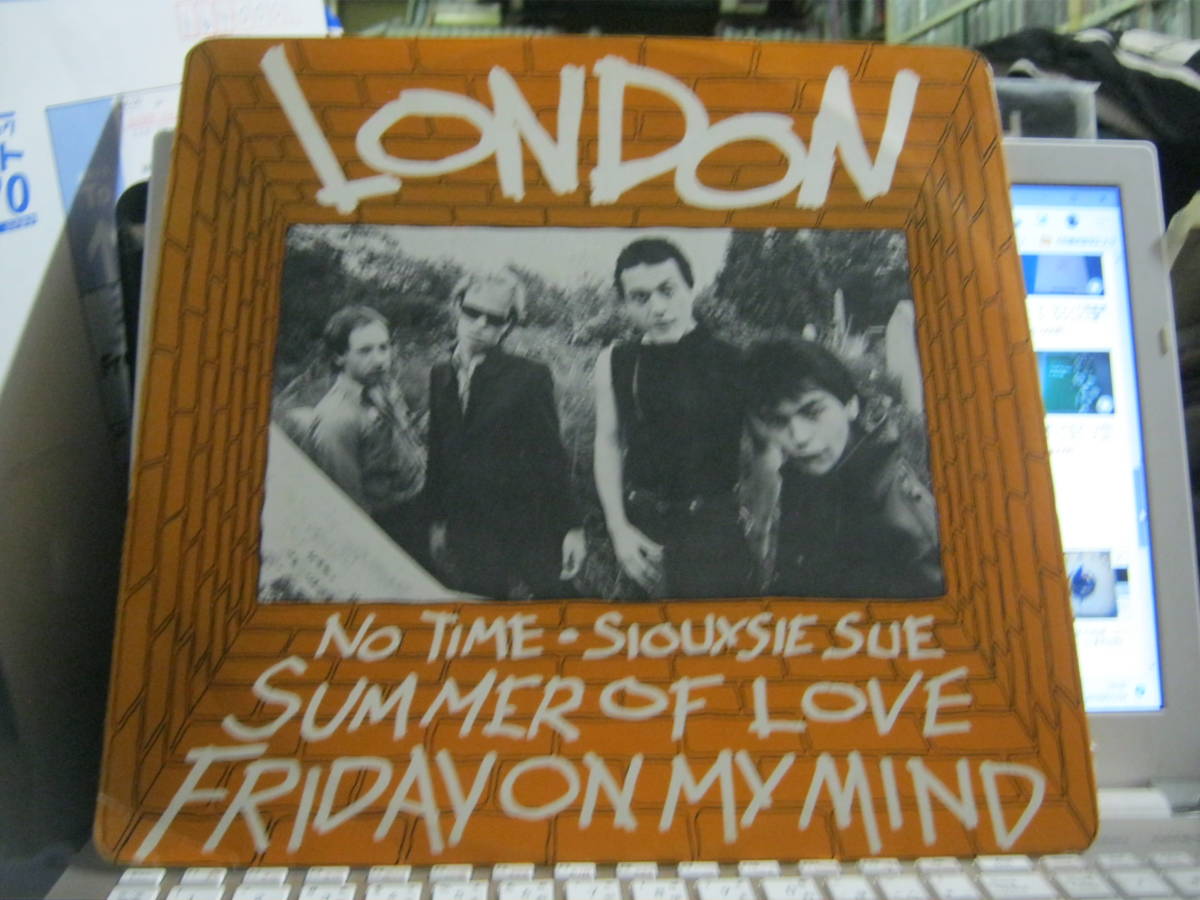 LONDON
NO TIME • SIOUXSIE SUE
SUMMER OF LOVE
FRIDAY ON MY MIND